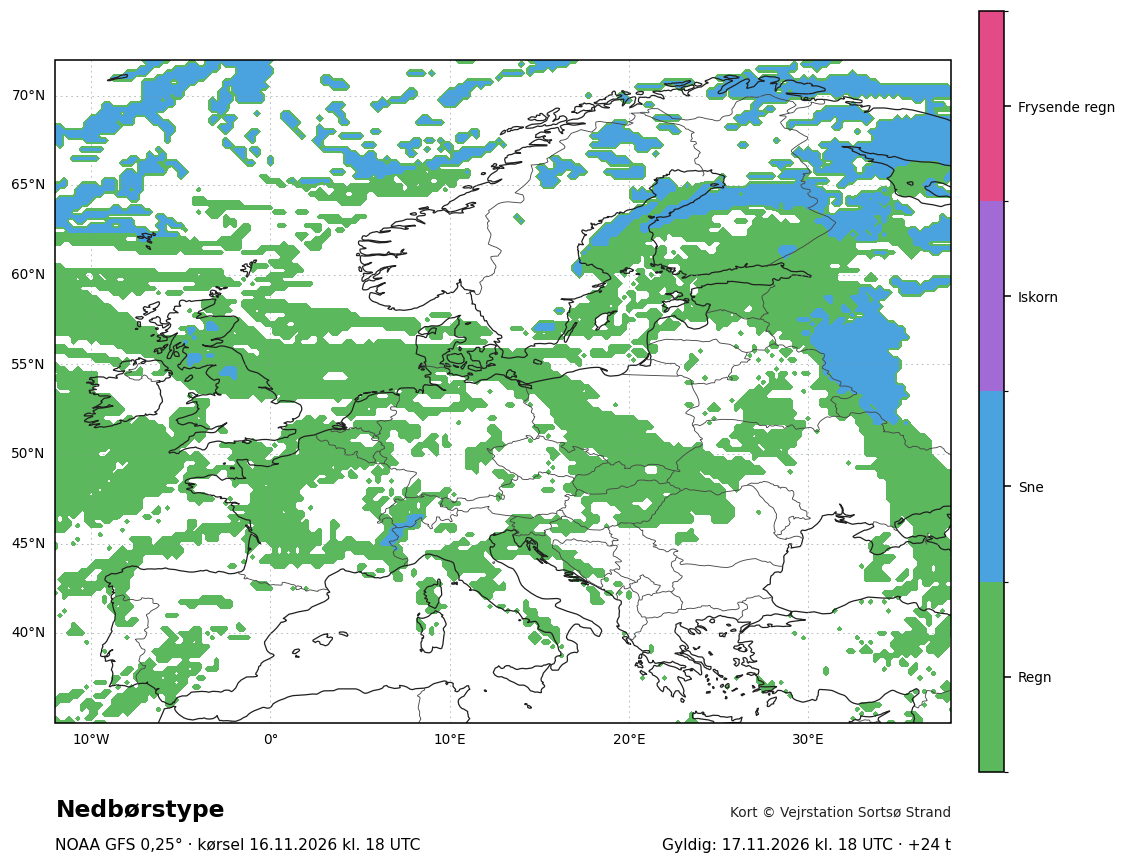 Frysende regn
Iskorn
Sne
Regn
70°N
65°N
60°N
55°N
50°N
45°N
40°N
10°W
0°
10°E
20°E
30°E
Nedbørstype
Kort © Vejrstation Sortsø Strand
NOAA GFS 0,25° · kørsel 16.11.2026 kl. 18 UTC
Gyldig: 17.11.2026 kl. 18 UTC · +24 t